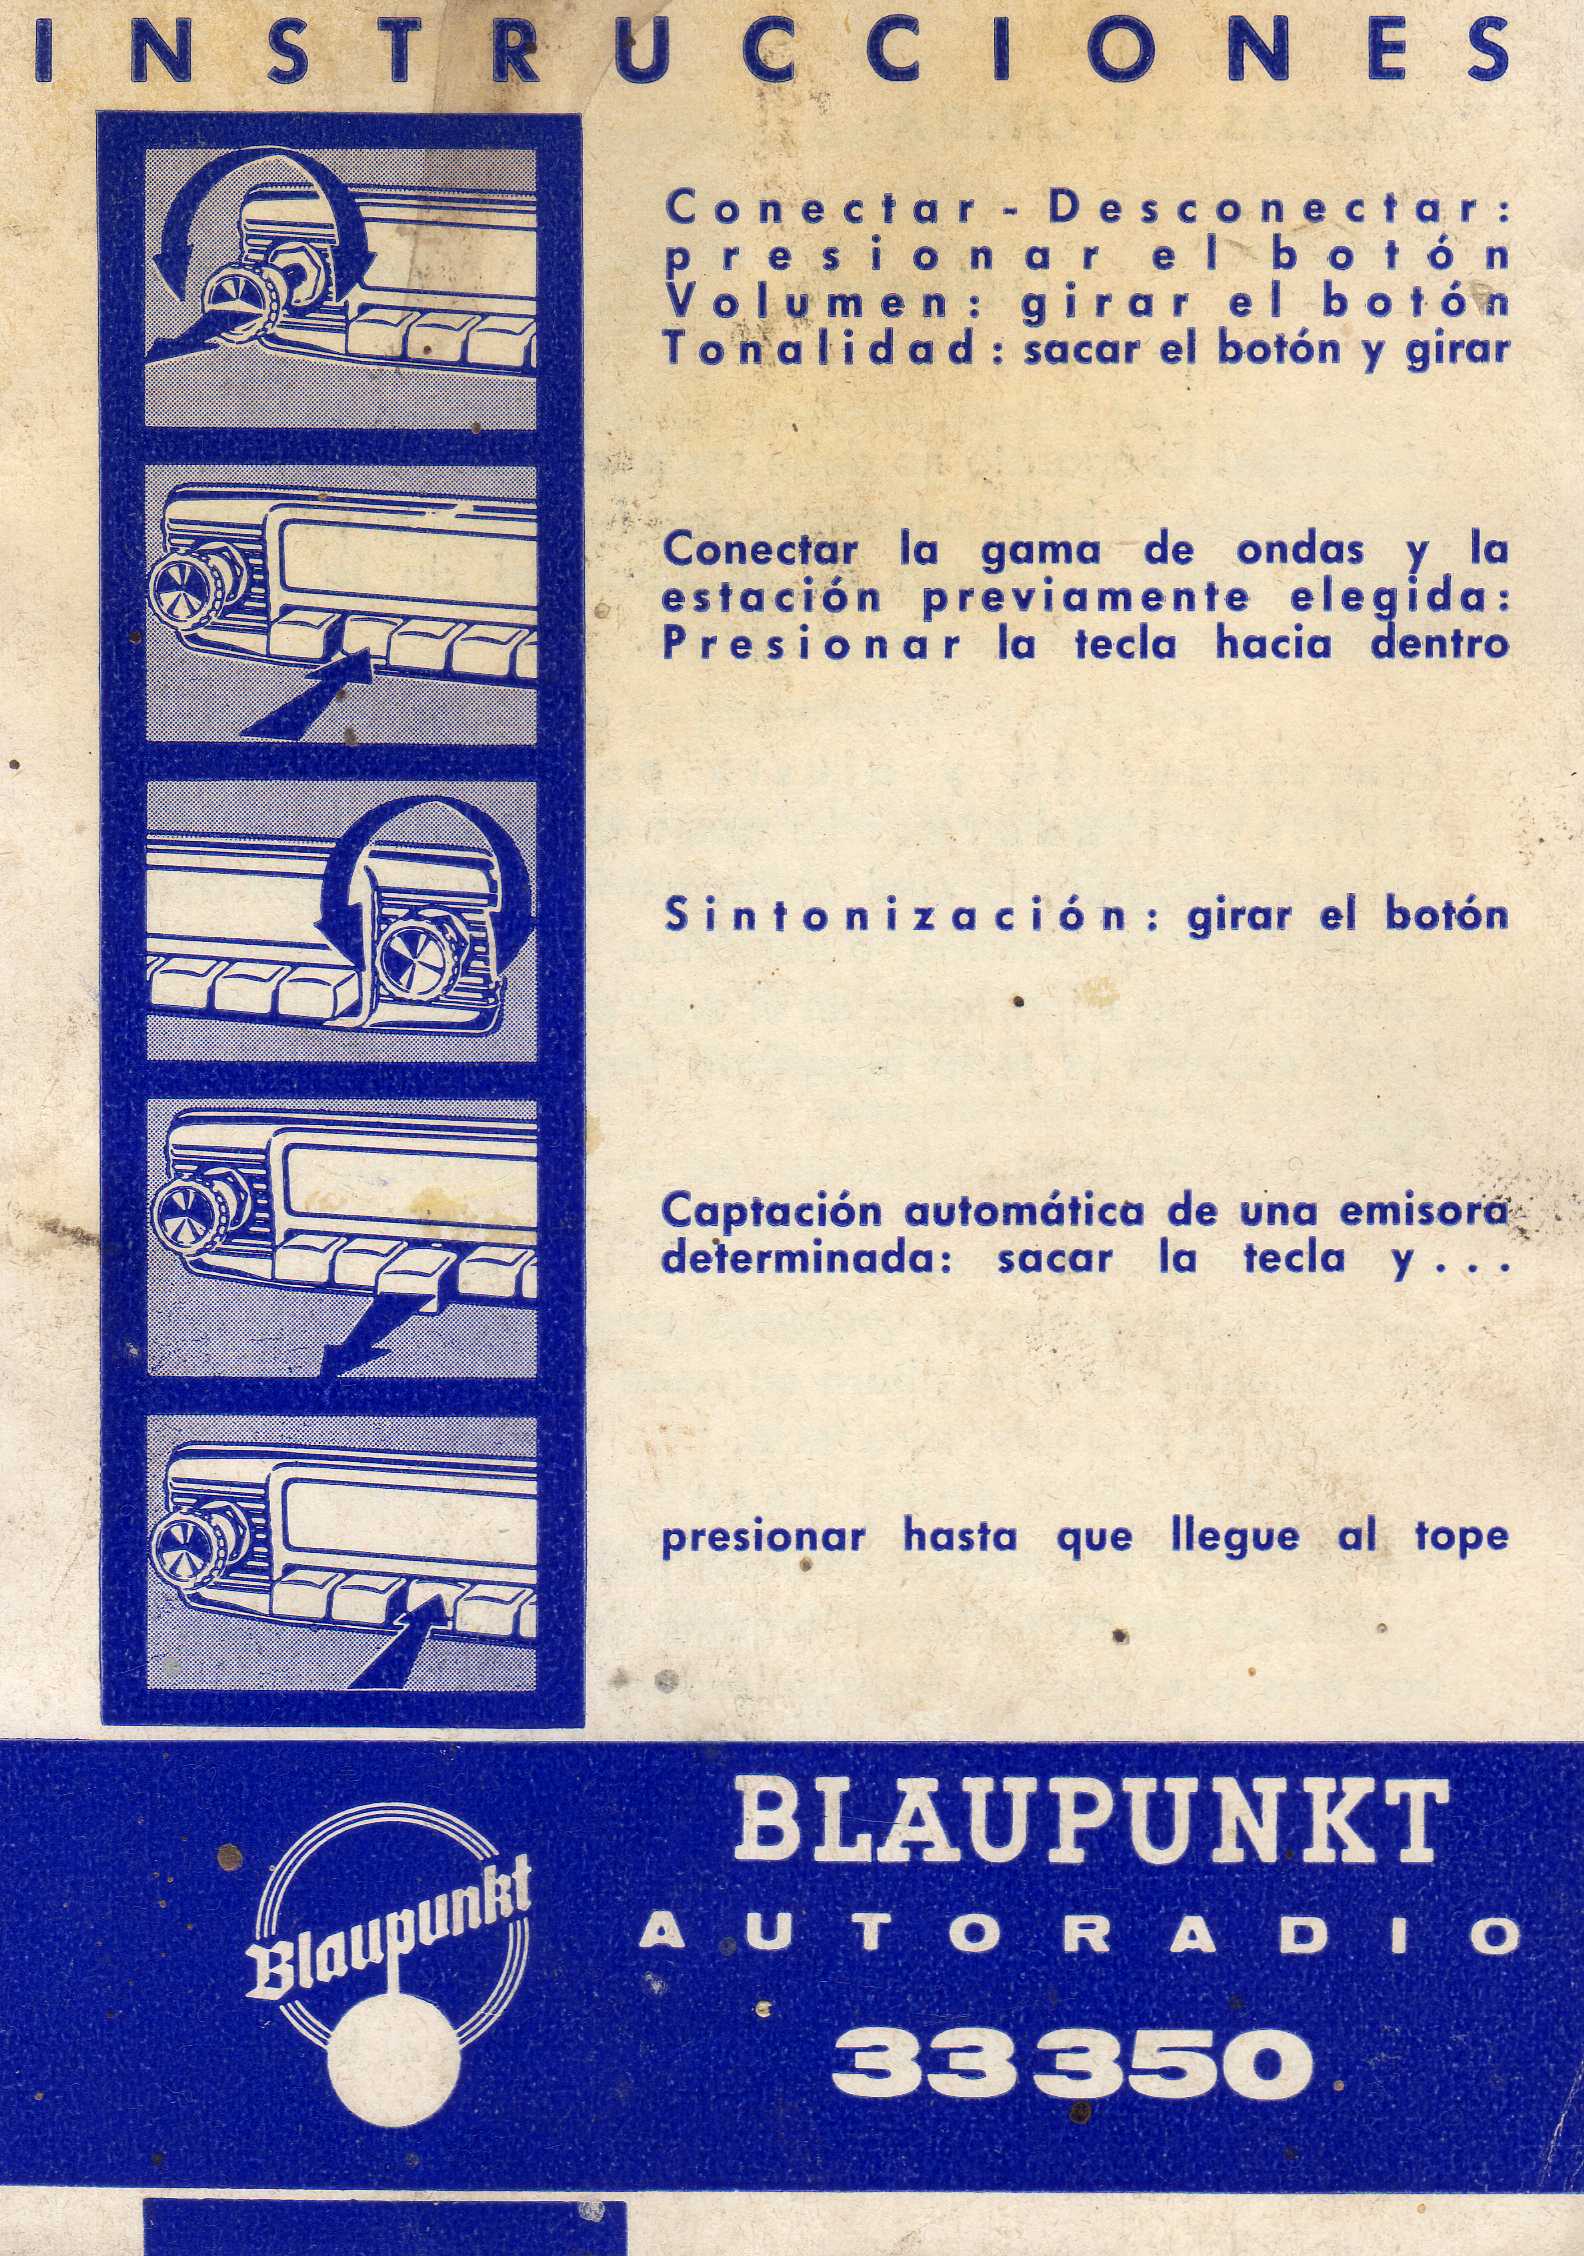 INSTRUCCIONES
Conectar - Desconectar:
presionar el botón
Volumen: girar el botón
Tonalidad: sacar el botón y girar
Conectar la gama de ondas y la
estación previamente elegida:
Presionar la tecla hacia dentro
Sintonización: girar el botón
Captación automática de una emisora
determinada: sacar la tecla y ...
presionar hasta que llegue al tope
Blaupunkt
BLAUPUNKT
AUTORADIO
33 350